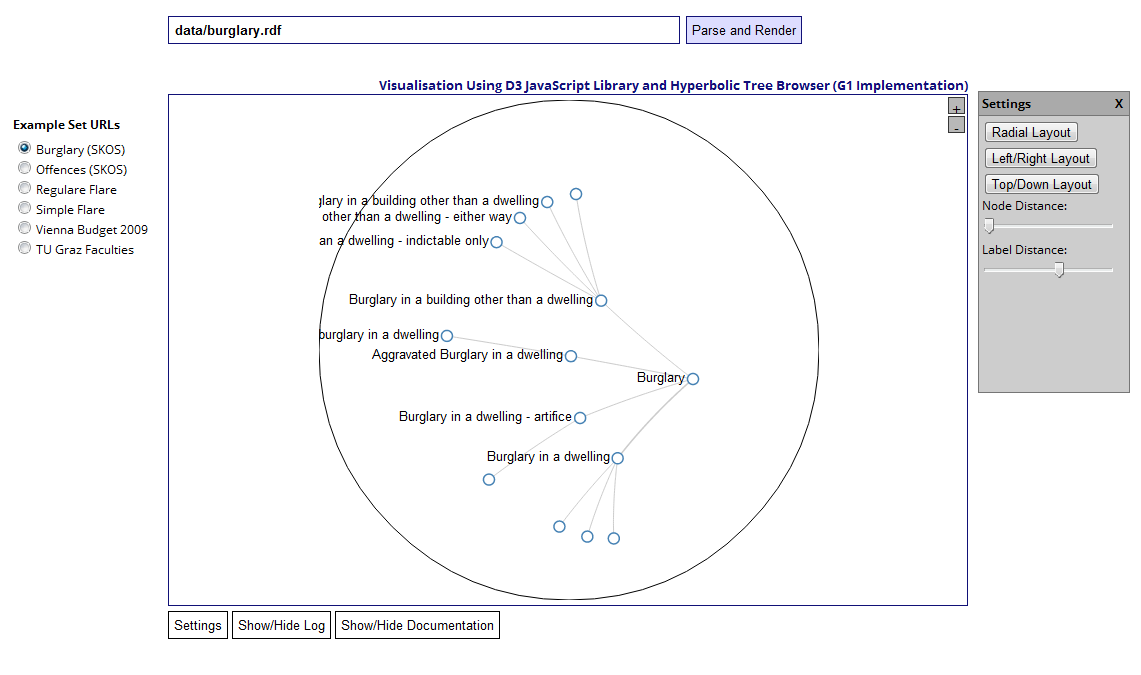 data/burglary.rdf
Parse and Render
Visualisation Using D3 JavaScript Library and Hyperbolic Tree Browser (G1 Implementation)
+
-
Settings X
Radial Layout
Left/Right Layout
Top/Down Layout
Node Distance:
Label Distance:
Example Set URLs
Burglary (SKOS)
Offences (SKOS)
Regulare Flare
Simple Flare
Vienna Budget 2009
TU Graz Faculties
glary in a building other than a dwelling
other than a dwelling - either way
an a dwelling - indictable only
Burglary in a building other than a dwelling
burglary in a dwelling
Aggravated Burglary in a dwelling
Burglary
Burglary in a dwelling - artifice
Burglary in a dwelling
Settings
Show/Hide Log
Show/Hide Documentation